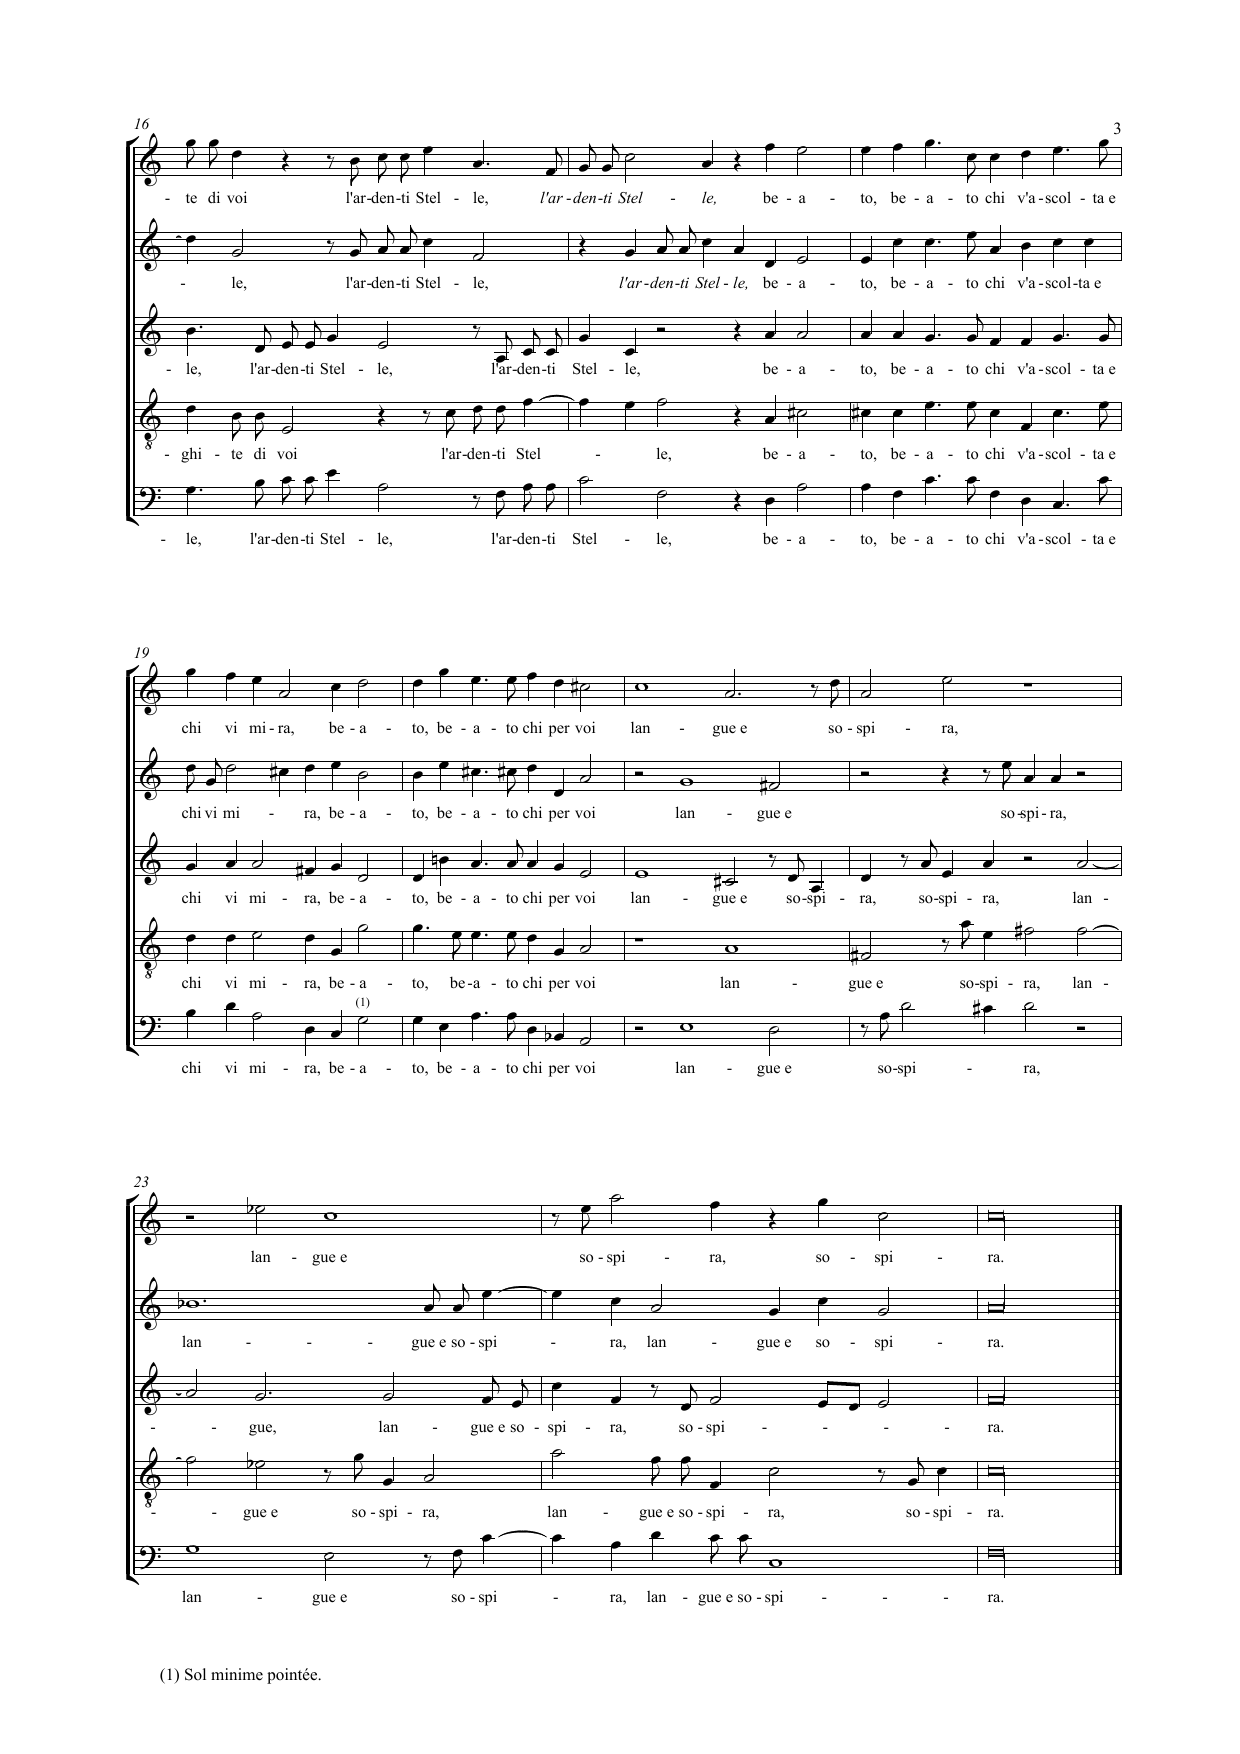 16
3
- te di voi l'ar-den-ti Stel - le, l'ar-den-ti Stel - le, be - a - to, be - a - to chi v'a-scol - ta e
- le, l'ar-den-ti Stel - le, l'ar-den-ti Stel - le, be - a - to, be - a - to chi v'a-scol-ta e
- le, l'ar-den-ti Stel - le, l'ar-den-ti Stel - le, be - a - to, be - a - to chi v'a-scol - ta e
8
- ghi - te di voi l'ar-den-ti Stel - le, be - a - to, be - a - to chi v'a-scol - ta e
- le, l'ar-den-ti Stel - le, l'ar-den-ti Stel - le, be - a - to, be - a - to chi v'a-scol - ta e
19
chi vi mi-ra, be - a - to, be - a - to chi per voi lan - gue e so - spi - ra,
chi vi mi - ra, be - a - to, be - a - to chi per voi lan - gue e so-spi-ra,
chi vi mi - ra, be - a - to, be - a - to chi per voi lan - gue e so-spi - ra, so-spi - ra, lan -
8
chi vi mi - ra, be - a - to, be-a - to chi per voi lan - gue e so-spi - ra, lan -
(1)
chi vi mi - ra, be - a - to, be - a - to chi per voi lan - gue e so-spi - ra,
23
lan - gue e so - spi - ra, so - spi - ra.
lan - - - gue e so - spi - ra, lan - gue e so - spi - ra.
- - gue, lan - gue e so - spi - ra, so - spi - - - - ra.
8
- - gue e so - spi - ra, lan - gue e so - spi - ra, so - spi - ra.
lan - gue e so - spi - ra, lan - gue e so - spi - - - ra.
(1) Sol minime pointée.